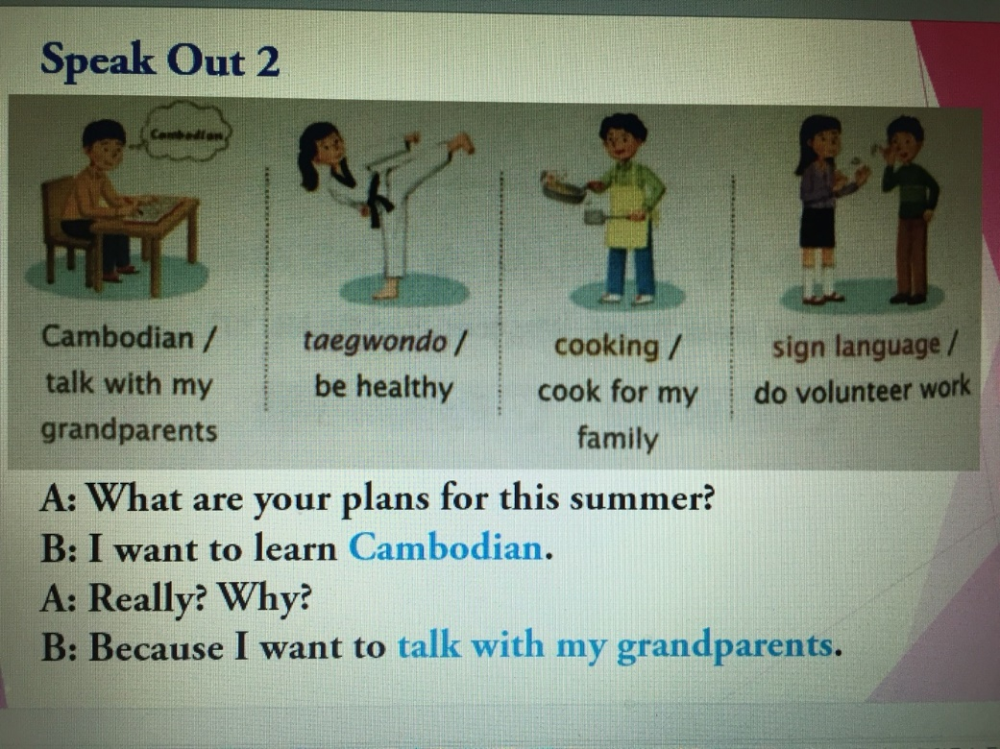 Speak Out 2
Cambodian
Cambodian /
talk with my
grandparents
taegwondo /
be healthy
cooking /
cook for my
family
sign language /
do volunteer work
A: What are your plans for this summer?
B: I want to learn Cambodian.
A: Really? Why?
B: Because I want to talk with my grandparents.